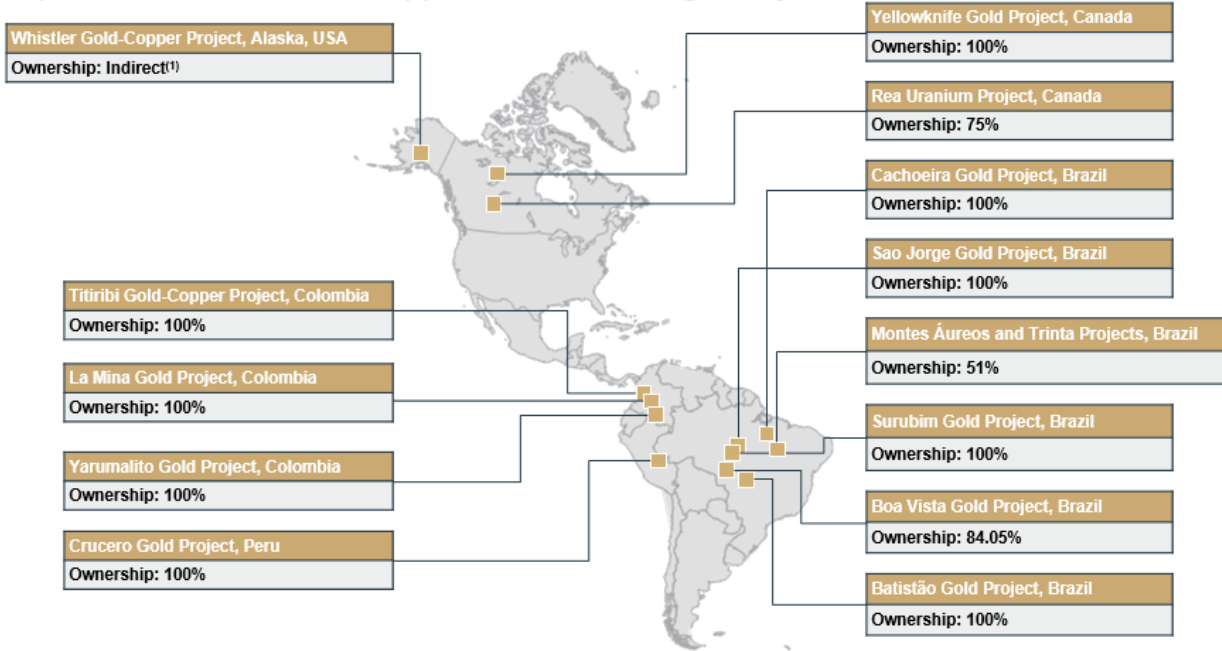 Whistler Gold-Copper Project, Alaska, USA
Ownership: Indirect(1)
Titiribi Gold-Copper Project, Colombia
Ownership: 100%
La Mina Gold Project, Colombia
Ownership: 100%
Yarumalito Gold Project, Colombia
Ownership: 100%
Crucero Gold Project, Peru
Ownership: 100%
Yellowknife Gold Project, Canada
Ownership: 100%
Rea Uranium Project, Canada
Ownership: 75%
Cachoeira Gold Project, Brazil
Ownership: 100%
Sao Jorge Gold Project, Brazil
Ownership: 100%
Montes Áureos and Trinta Projects, Brazil
Ownership: 51%
Surubim Gold Project, Brazil
Ownership: 100%
Boa Vista Gold Project, Brazil
Ownership: 84.05%
Batistão Gold Project, Brazil
Ownership: 100%